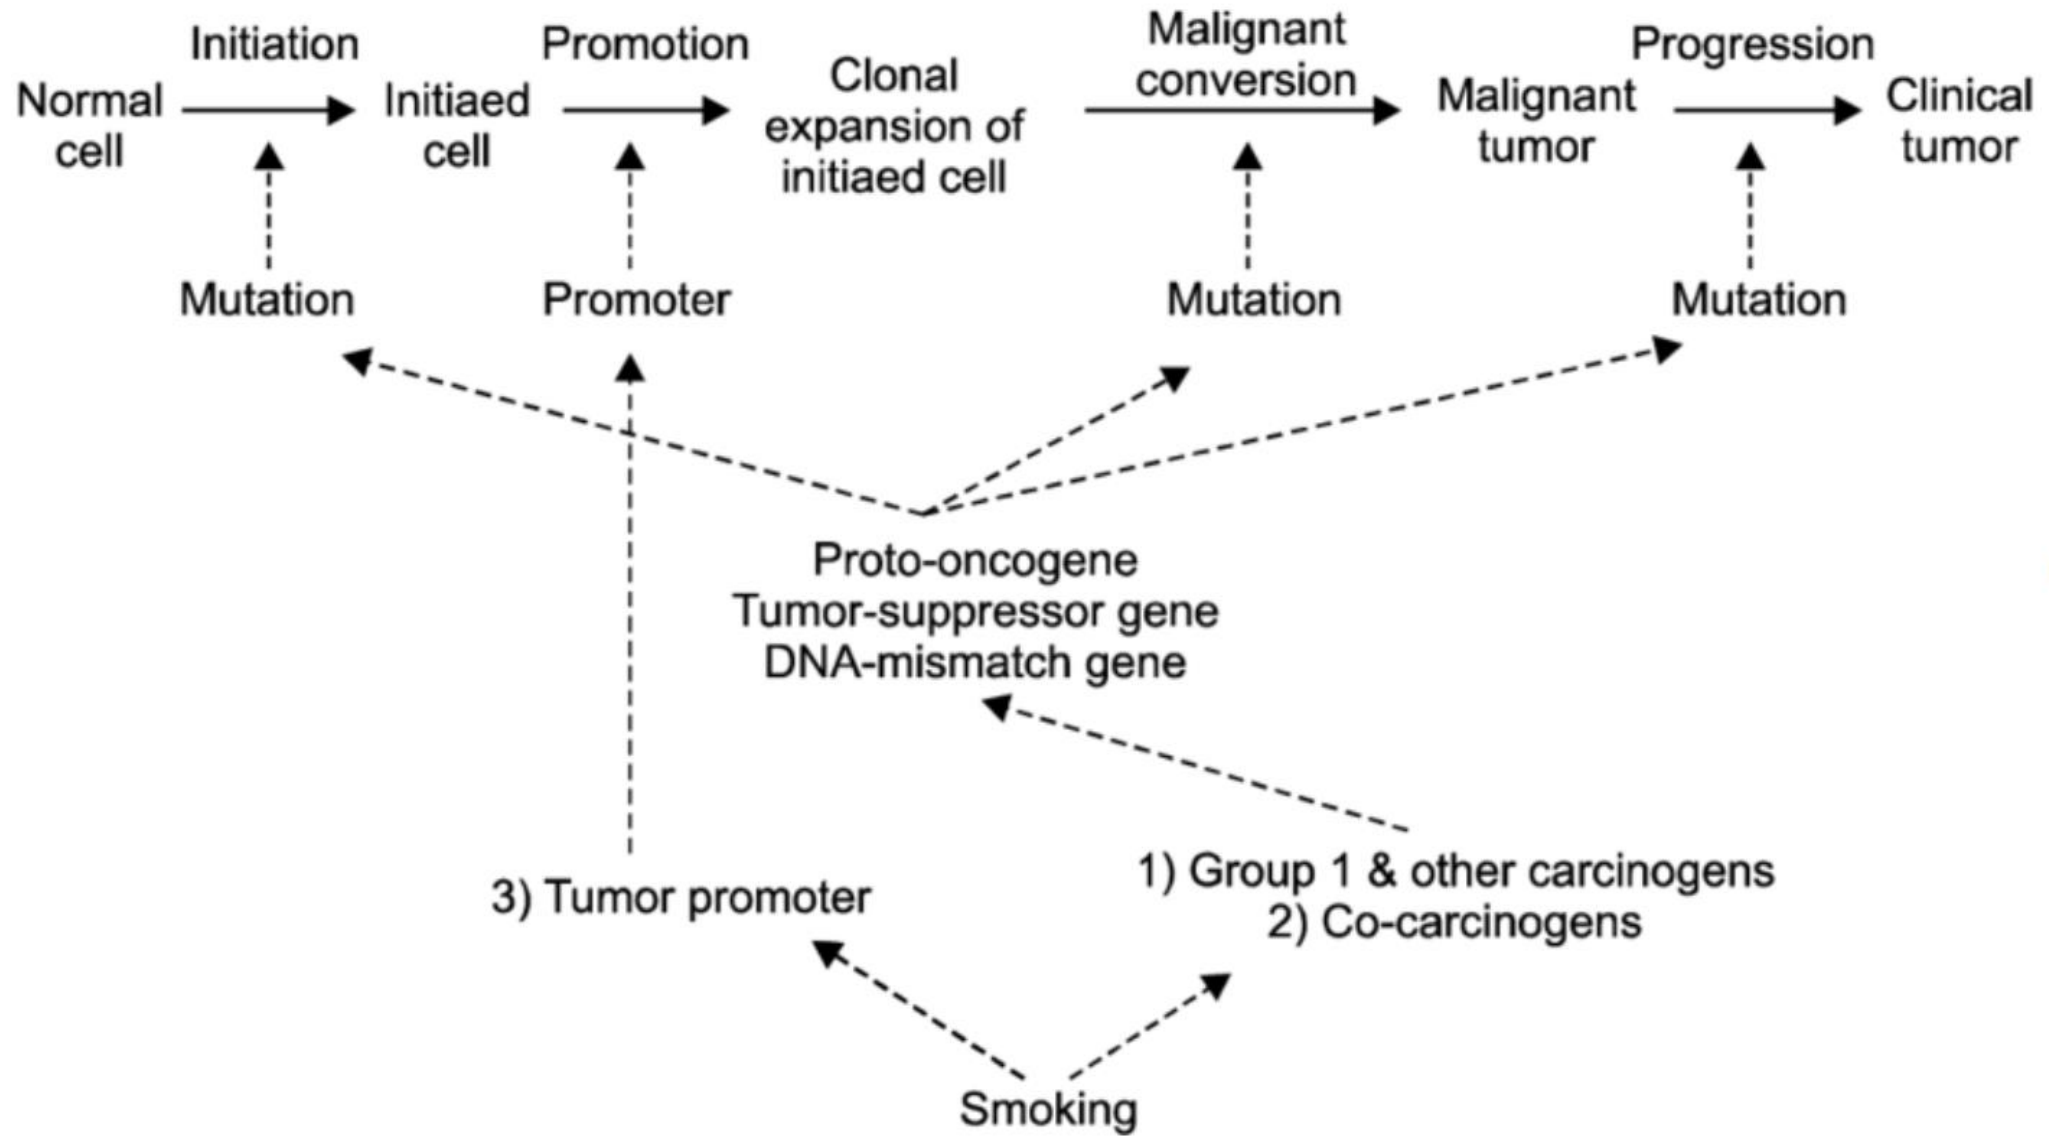 Initiation
Promotion
Malignant
conversion
Progression
Normal
cell
Initiaed
cell
Clonal
expansion of
initiaed cell
Malignant
tumor
Clinical
tumor
Mutation
Promoter
Mutation
Mutation
Proto-oncogene
Tumor-suppressor gene
DNA-mismatch gene
3) Tumor promoter
1) Group 1 & other carcinogens
2) Co-carcinogens
Smoking